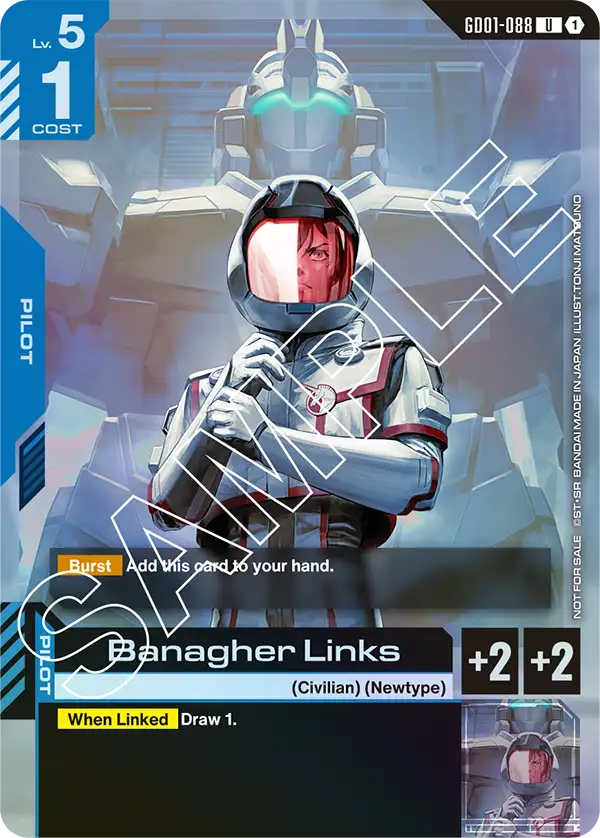 Lv. 5
1
COST
GD01-088 U 1
PILOT
SAMPLE
NOT FOR SALE ©ST・SR BANDAI MADE IN JAPAN ILLUST:TONJI MATSUNO
Burst Add this card to your hand.
PILOT
Banagher Links
+2 +2
(Civilian) (Newtype)
When Linked Draw 1.